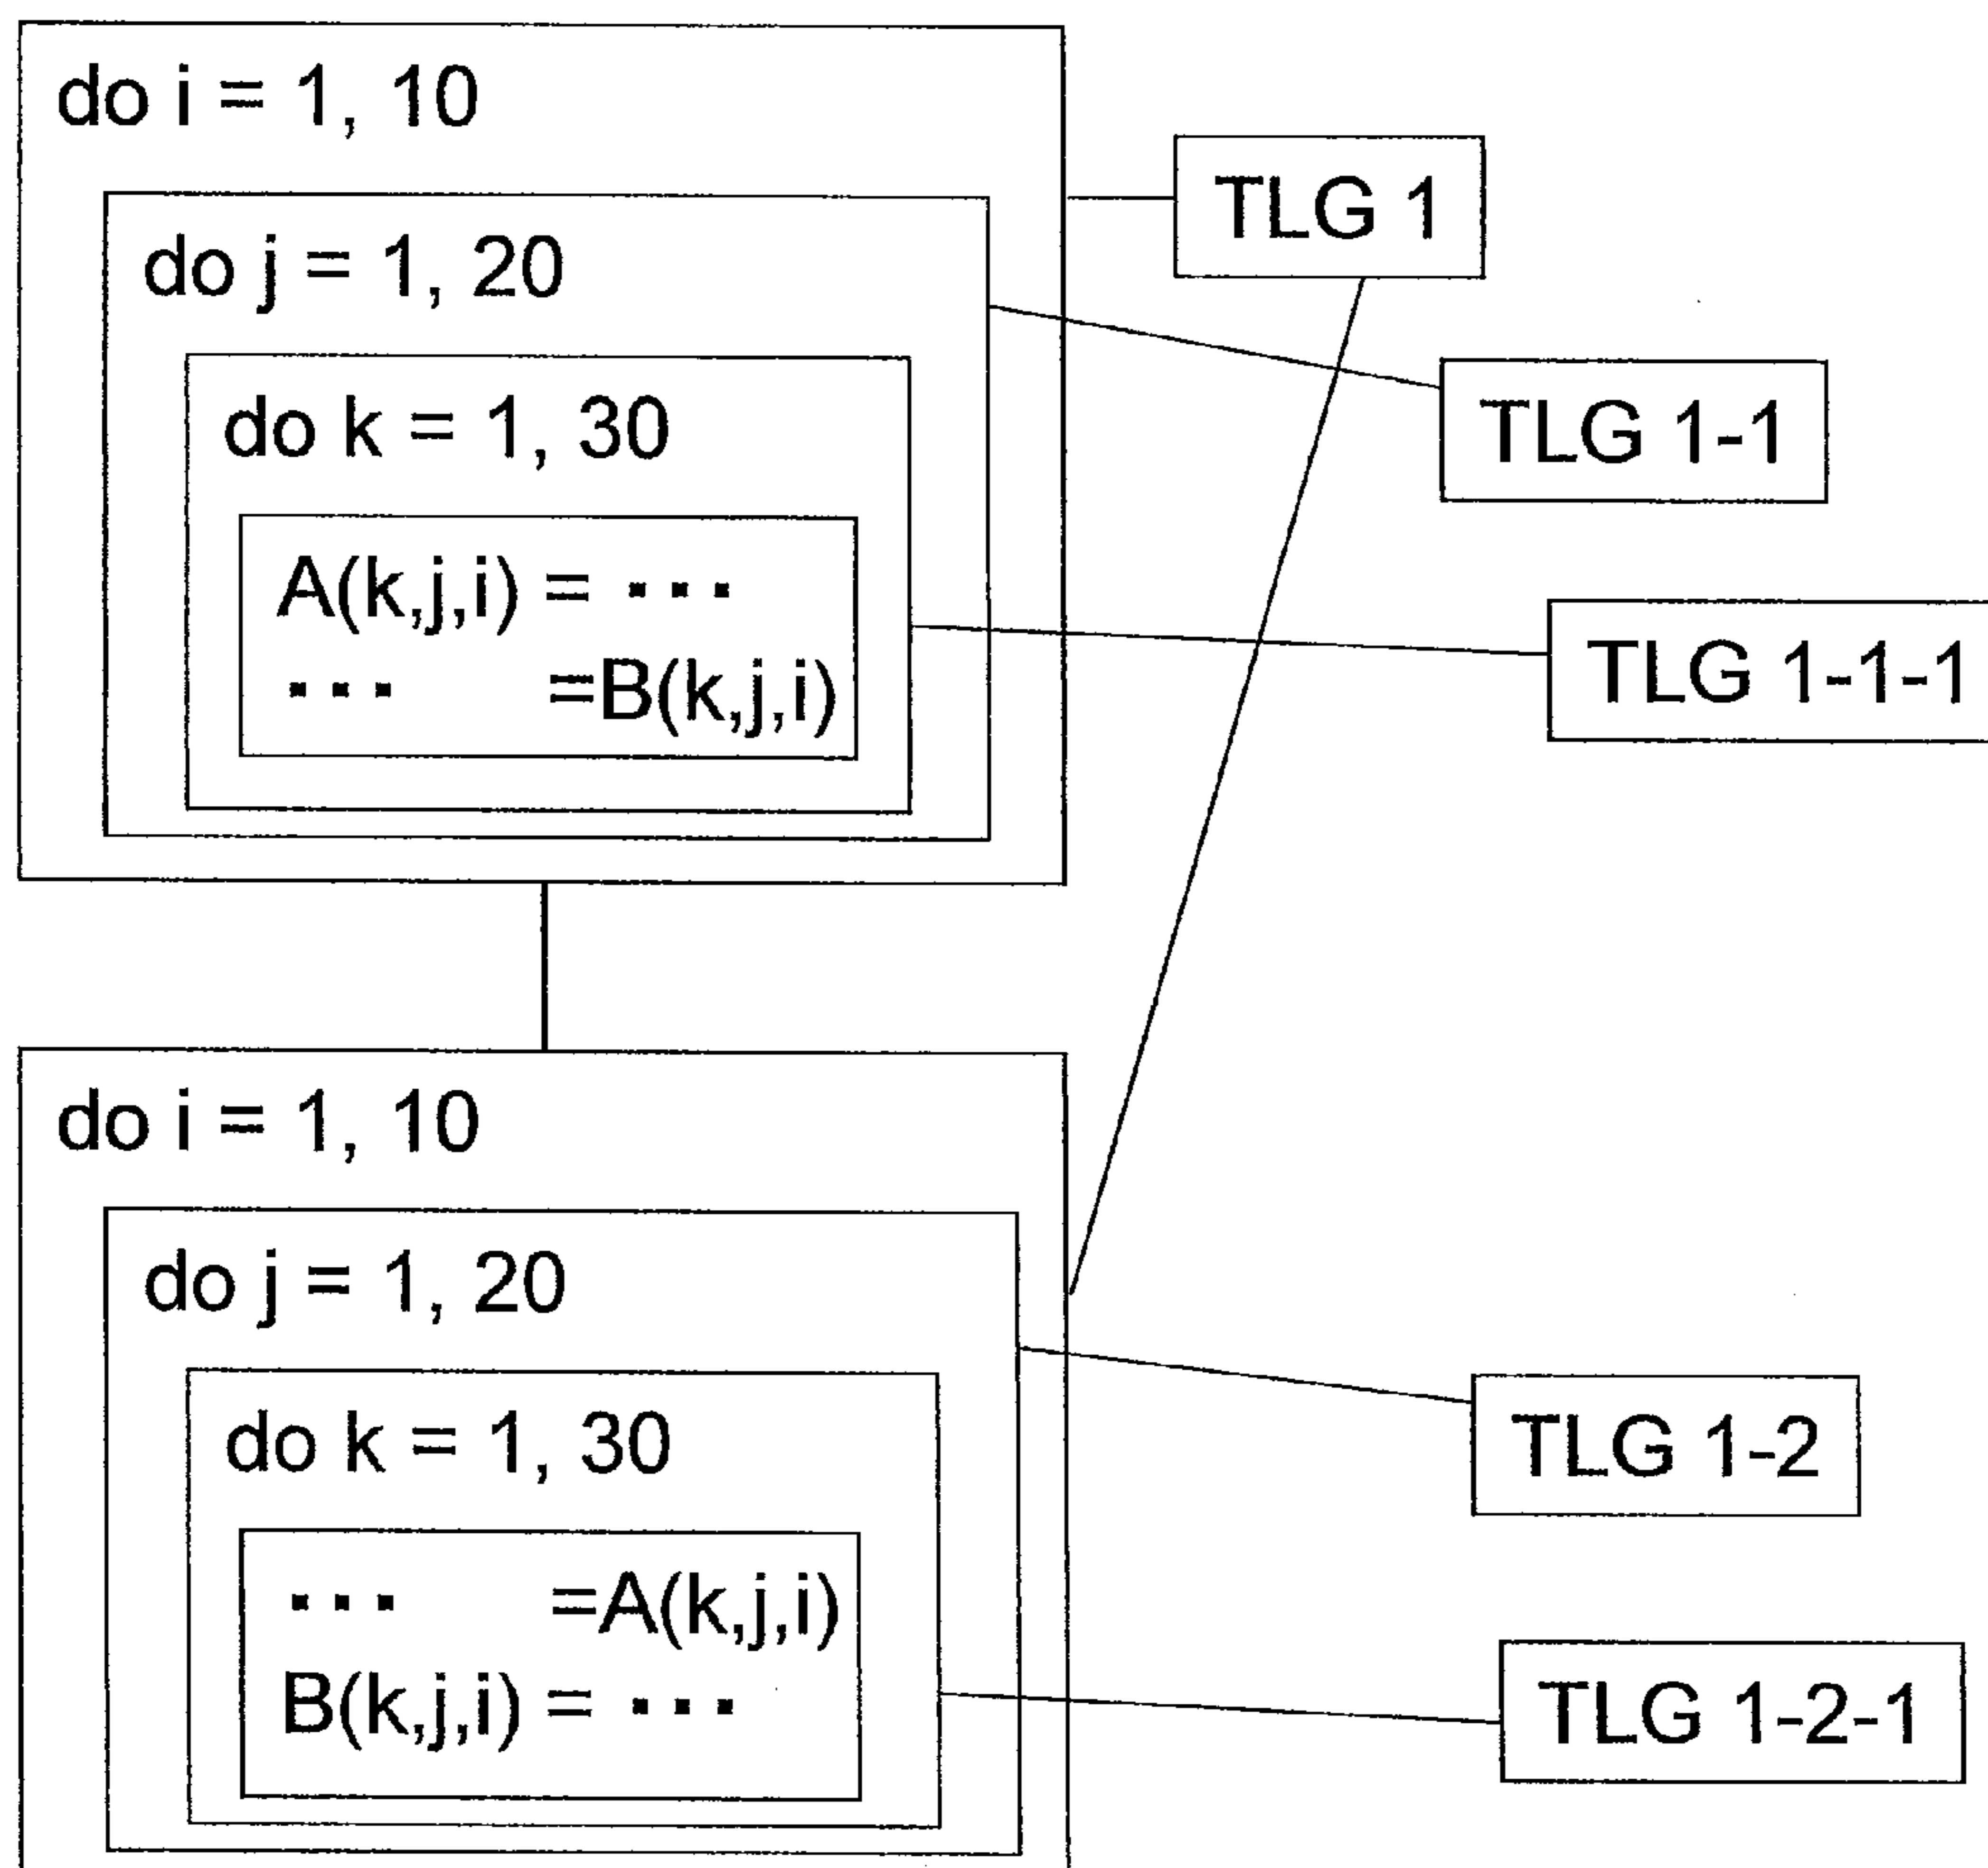 do i = 1, 10
TLG 1
do j = 1, 20
TLG 1-1
do k = 1, 30
A(k,j,i) = ···
··· =B(k,j,i)
TLG 1-1-1
do i = 1, 10
do j = 1, 20
TLG 1-2
do k = 1, 30
··· =A(k,j,i)
B(k,j,i) = ···
TLG 1-2-1